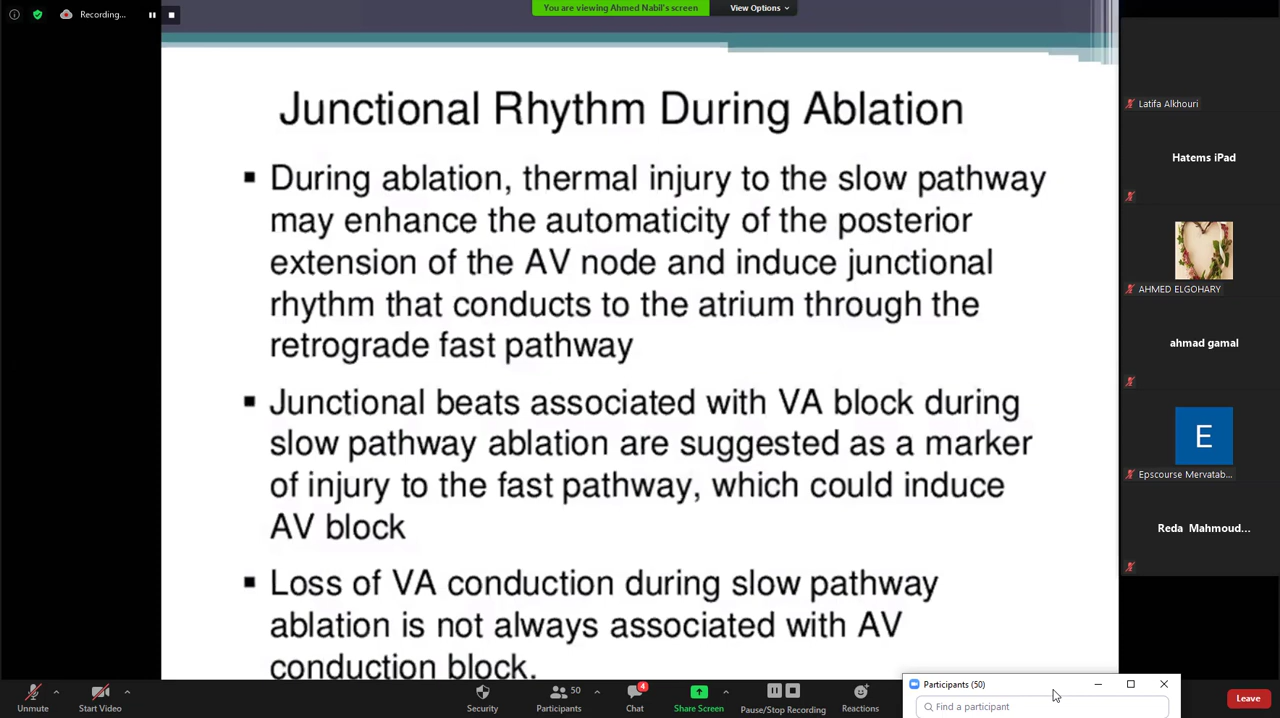 Recording...
You are viewing Ahmed Nabil's screen
View Options
Junctional Rhythm During Ablation
▪ During ablation, thermal injury to the slow pathway
may enhance the automaticity of the posterior
extension of the AV node and induce junctional
rhythm that conducts to the atrium through the
retrograde fast pathway
▪ Junctional beats associated with VA block during
slow pathway ablation are suggested as a marker
of injury to the fast pathway, which could induce
AV block
▪ Loss of VA conduction during slow pathway
ablation is not always associated with AV
conduction block.
Latifa Alkhouri
Hatems iPad
AHMED ELGOHARY
ahmad gamal
E
Epscourse Mervatab...
Reda Mahmoud...
Participants (50)
Find a participant
Unmute
Start Video
Security
50
Participants
4
Chat
Share Screen
Pause/Stop Recording
Reactions
Leave